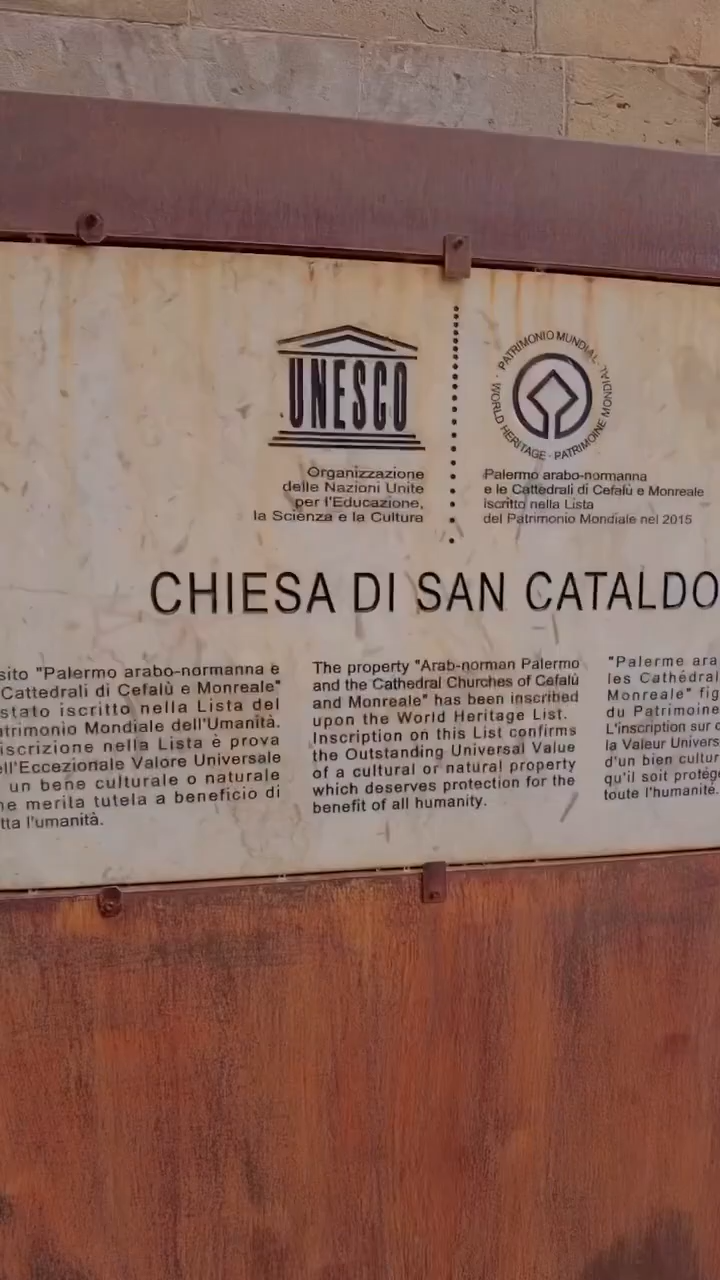 UNESCO
Organizzazione
delle Nazioni Unite
per l'Educazione,
la Scienza e la Cultura
· PATRIMONIO MUNDIAL · WORLD HERITAGE · PATRIMOINE MONDIAL
Palermo arabo-normanna
e le Cattedrali di Cefalù e Monreale
Iscritto nella Lista
del Patrimonio Mondiale nel 2015
CHIESA DI SAN CATALDO
sito "Palermo arabo-normanna e
Cattedrali di Cefalù e Monreale"
stato iscritto nella Lista del
trimonio Mondiale dell'Umanità.
iscrizione nella Lista è prova
ll'Eccezionale Valore Universale
un bene culturale o naturale
e merita tutela a beneficio di
tta l'umanità.
The property "Arab-norman Palermo
and the Cathedral Churches of Cefalù
and Monreale" has been inscribed
upon the World Heritage List.
Inscription on this List confirms
the Outstanding Universal Value
of a cultural or natural property
which deserves protection for the
benefit of all humanity.
"Palerme ara
les Cathédral
Monreale" fig
du Patrimoine
L'inscription sur
la Valeur Univers
d'un bien cultur
qu'il soit protég
toute l'humanité.